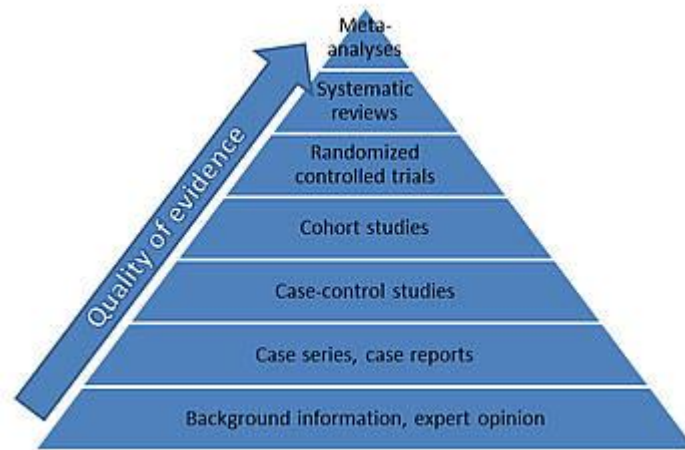 Meta-
analyses
Systematic
reviews
Randomized
controlled trials
Cohort studies
Case-control studies
Case series, case reports
Background information, expert opinion
Quality of evidence